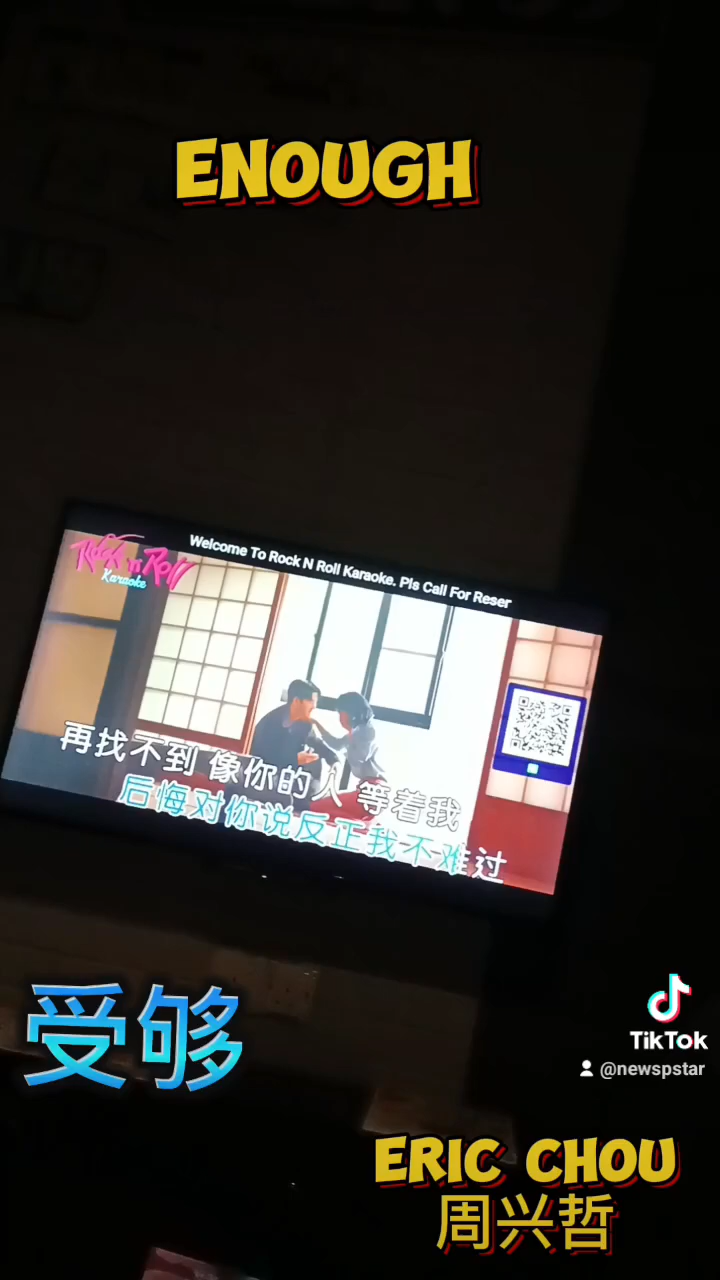 ENOUGH
Rock n Roll
Karaoke
Welcome To Rock N Roll Karaoke. Pls Call For Reser
再找不到 像你的人 等着我
后悔对你说反正我不难过
受够
TikTok
@newspstar
ERIC CHOU
周兴哲